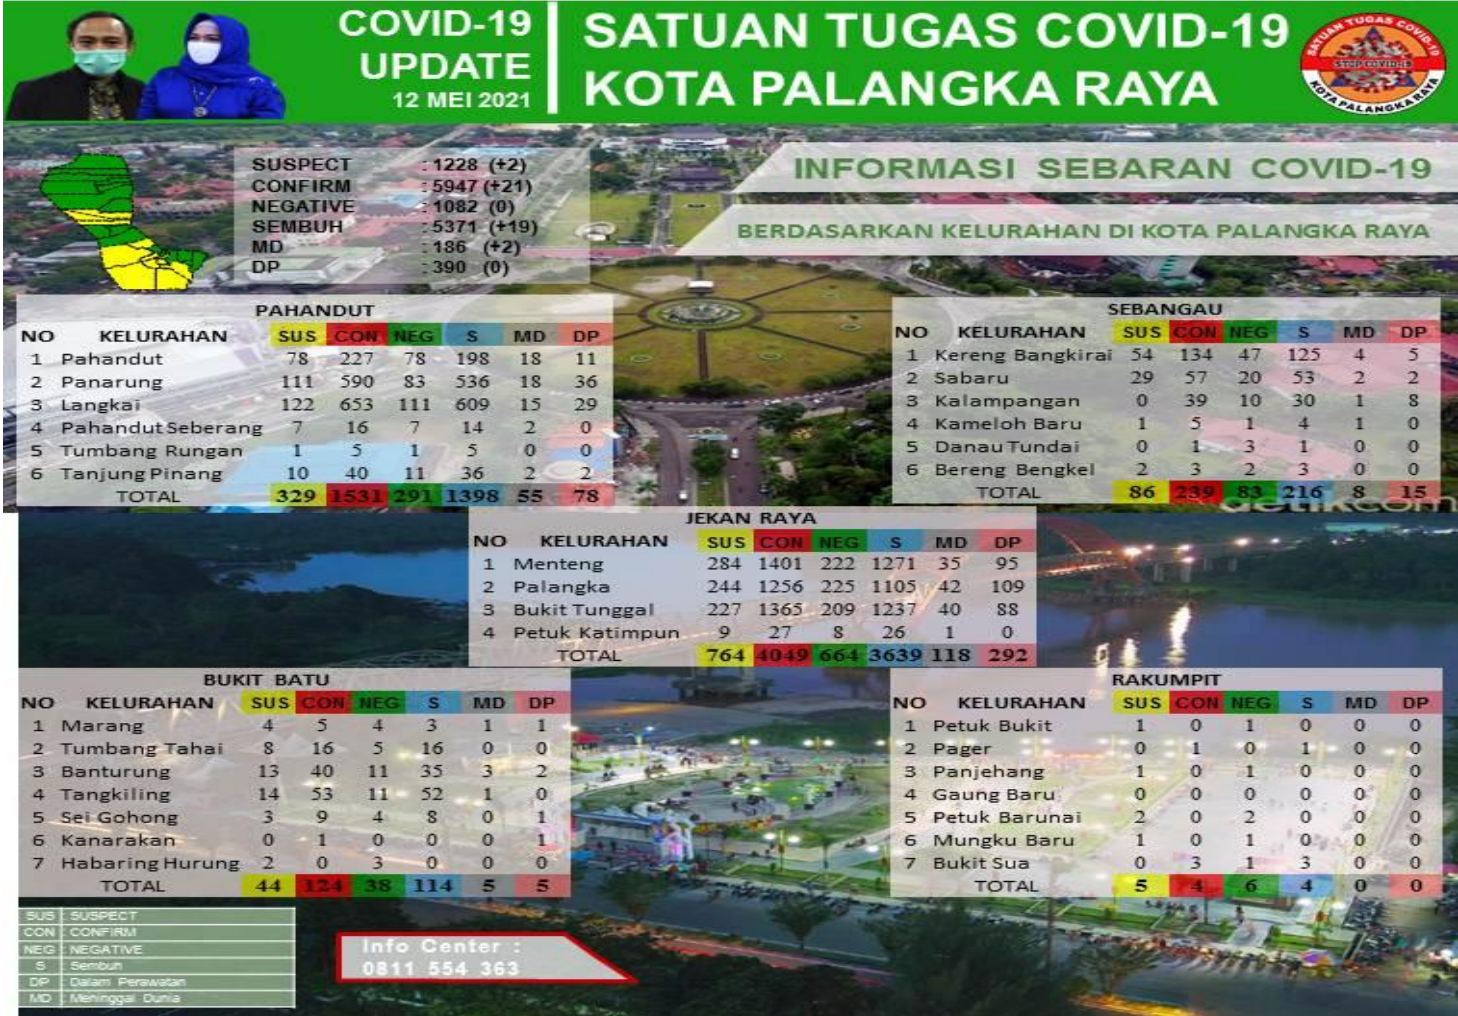 COVID-19
UPDATE
12 MEI 2021
SATUAN TUGAS COVID-19
KOTA PALANGKA RAYA
SATUAN TUGAS COVID-19
STOP COVID-19
KOTA PALANGKA RAYA
SUSPECT : 1228 (+2)
CONFIRM : 5947 (+21)
NEGATIVE : 1082 (0)
SEMBUH : 5371 (+19)
MD : 186 (+2)
DP : 390 (0)
INFORMASI SEBARAN COVID-19
BERDASARKAN KELURAHAN DI KOTA PALANGKA RAYA
PAHANDUT
NO KELURAHAN SUS CON NEG S MD DP
1 Pahandut 78 227 78 198 18 11
2 Panarung 111 590 83 536 18 36
3 Langkai 122 653 111 609 15 29
4 Pahandut Seberang 7 16 7 14 2 0
5 Tumbang Rungan 1 5 1 5 0 0
6 Tanjung Pinang 10 40 11 36 2 2
TOTAL 329 1531 291 1398 55 78
SEBANGAU
NO KELURAHAN SUS CON NEG S MD DP
1 Kereng Bangkirai 54 134 47 125 4 5
2 Sabaru 29 57 20 53 2 2
3 Kalampangan 0 39 10 30 1 8
4 Kameloh Baru 1 5 1 4 1 0
5 Danau Tundai 0 1 3 1 0 0
6 Bereng Bengkel 2 3 2 3 0 0
TOTAL 86 239 83 216 8 15
detikcom
JEKAN RAYA
NO KELURAHAN SUS CON NEG S MD DP
1 Menteng 284 1401 222 1271 35 95
2 Palangka 244 1256 225 1105 42 109
3 Bukit Tunggal 227 1365 209 1237 40 88
4 Petuk Katimpun 9 27 8 26 1 0
TOTAL 764 4049 664 3639 118 292
BUKIT BATU
NO KELURAHAN SUS CON NEG S MD DP
1 Marang 4 5 4 3 1 1
2 Tumbang Tahai 8 16 5 16 0 0
3 Banturung 13 40 11 35 3 2
4 Tangkiling 14 53 11 52 1 0
5 Sei Gohong 3 9 4 8 0 1
6 Kanarakan 0 1 0 0 0 1
7 Habaring Hurung 2 0 3 0 0 0
TOTAL 44 124 38 114 5 5
RAKUMPIT
NO KELURAHAN SUS CON NEG S MD DP
1 Petuk Bukit 1 0 1 0 0 0
2 Pager 0 1 0 1 0 0
3 Panjehang 1 0 1 0 0 0
4 Gaung Baru 0 0 0 0 0 0
5 Petuk Barunai 2 0 2 0 0 0
6 Mungku Baru 1 0 1 0 0 0
7 Bukit Sua 0 3 1 3 0 0
TOTAL 5 4 6 4 0 0
SUS : SUSPECT
CON : CONFIRM
NEG : NEGATIVE
S : Sembuh
DP : Dalam Perawatan
MD : Meninggal Dunia
Info Center :
0811 554 363